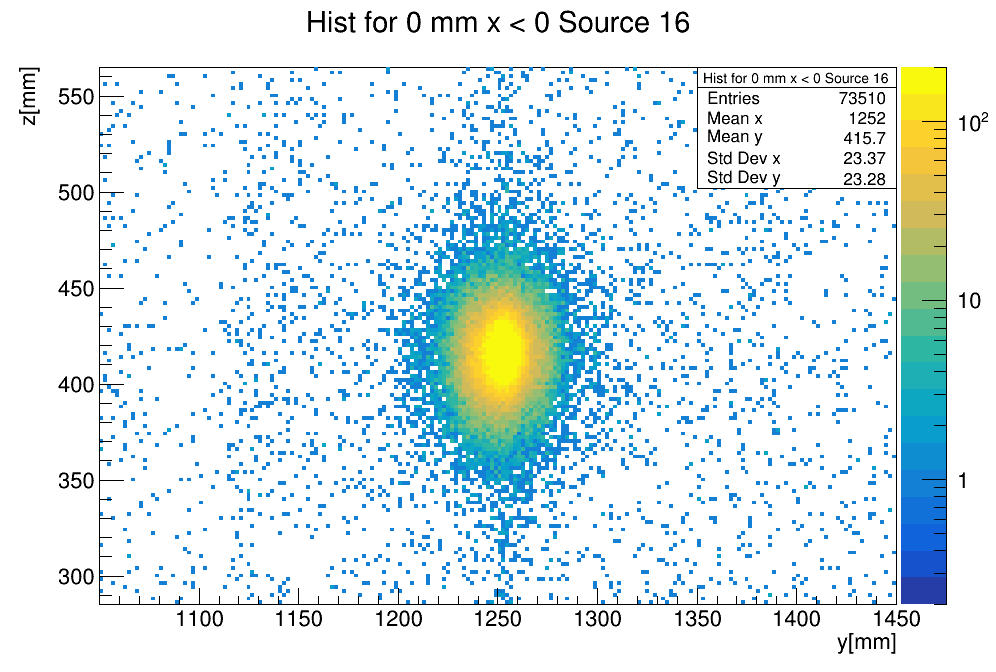 Hist for 0 mm x < 0 Source 16
z[mm]
Hist for 0 mm x < 0 Source 16
Entries 73510
Mean x 1252
Mean y 415.7
Std Dev x 23.37
Std Dev y 23.28
550
500
450
400
350
300
10²
10
1
1100 1150 1200 1250 1300 1350 1400 1450
y[mm]